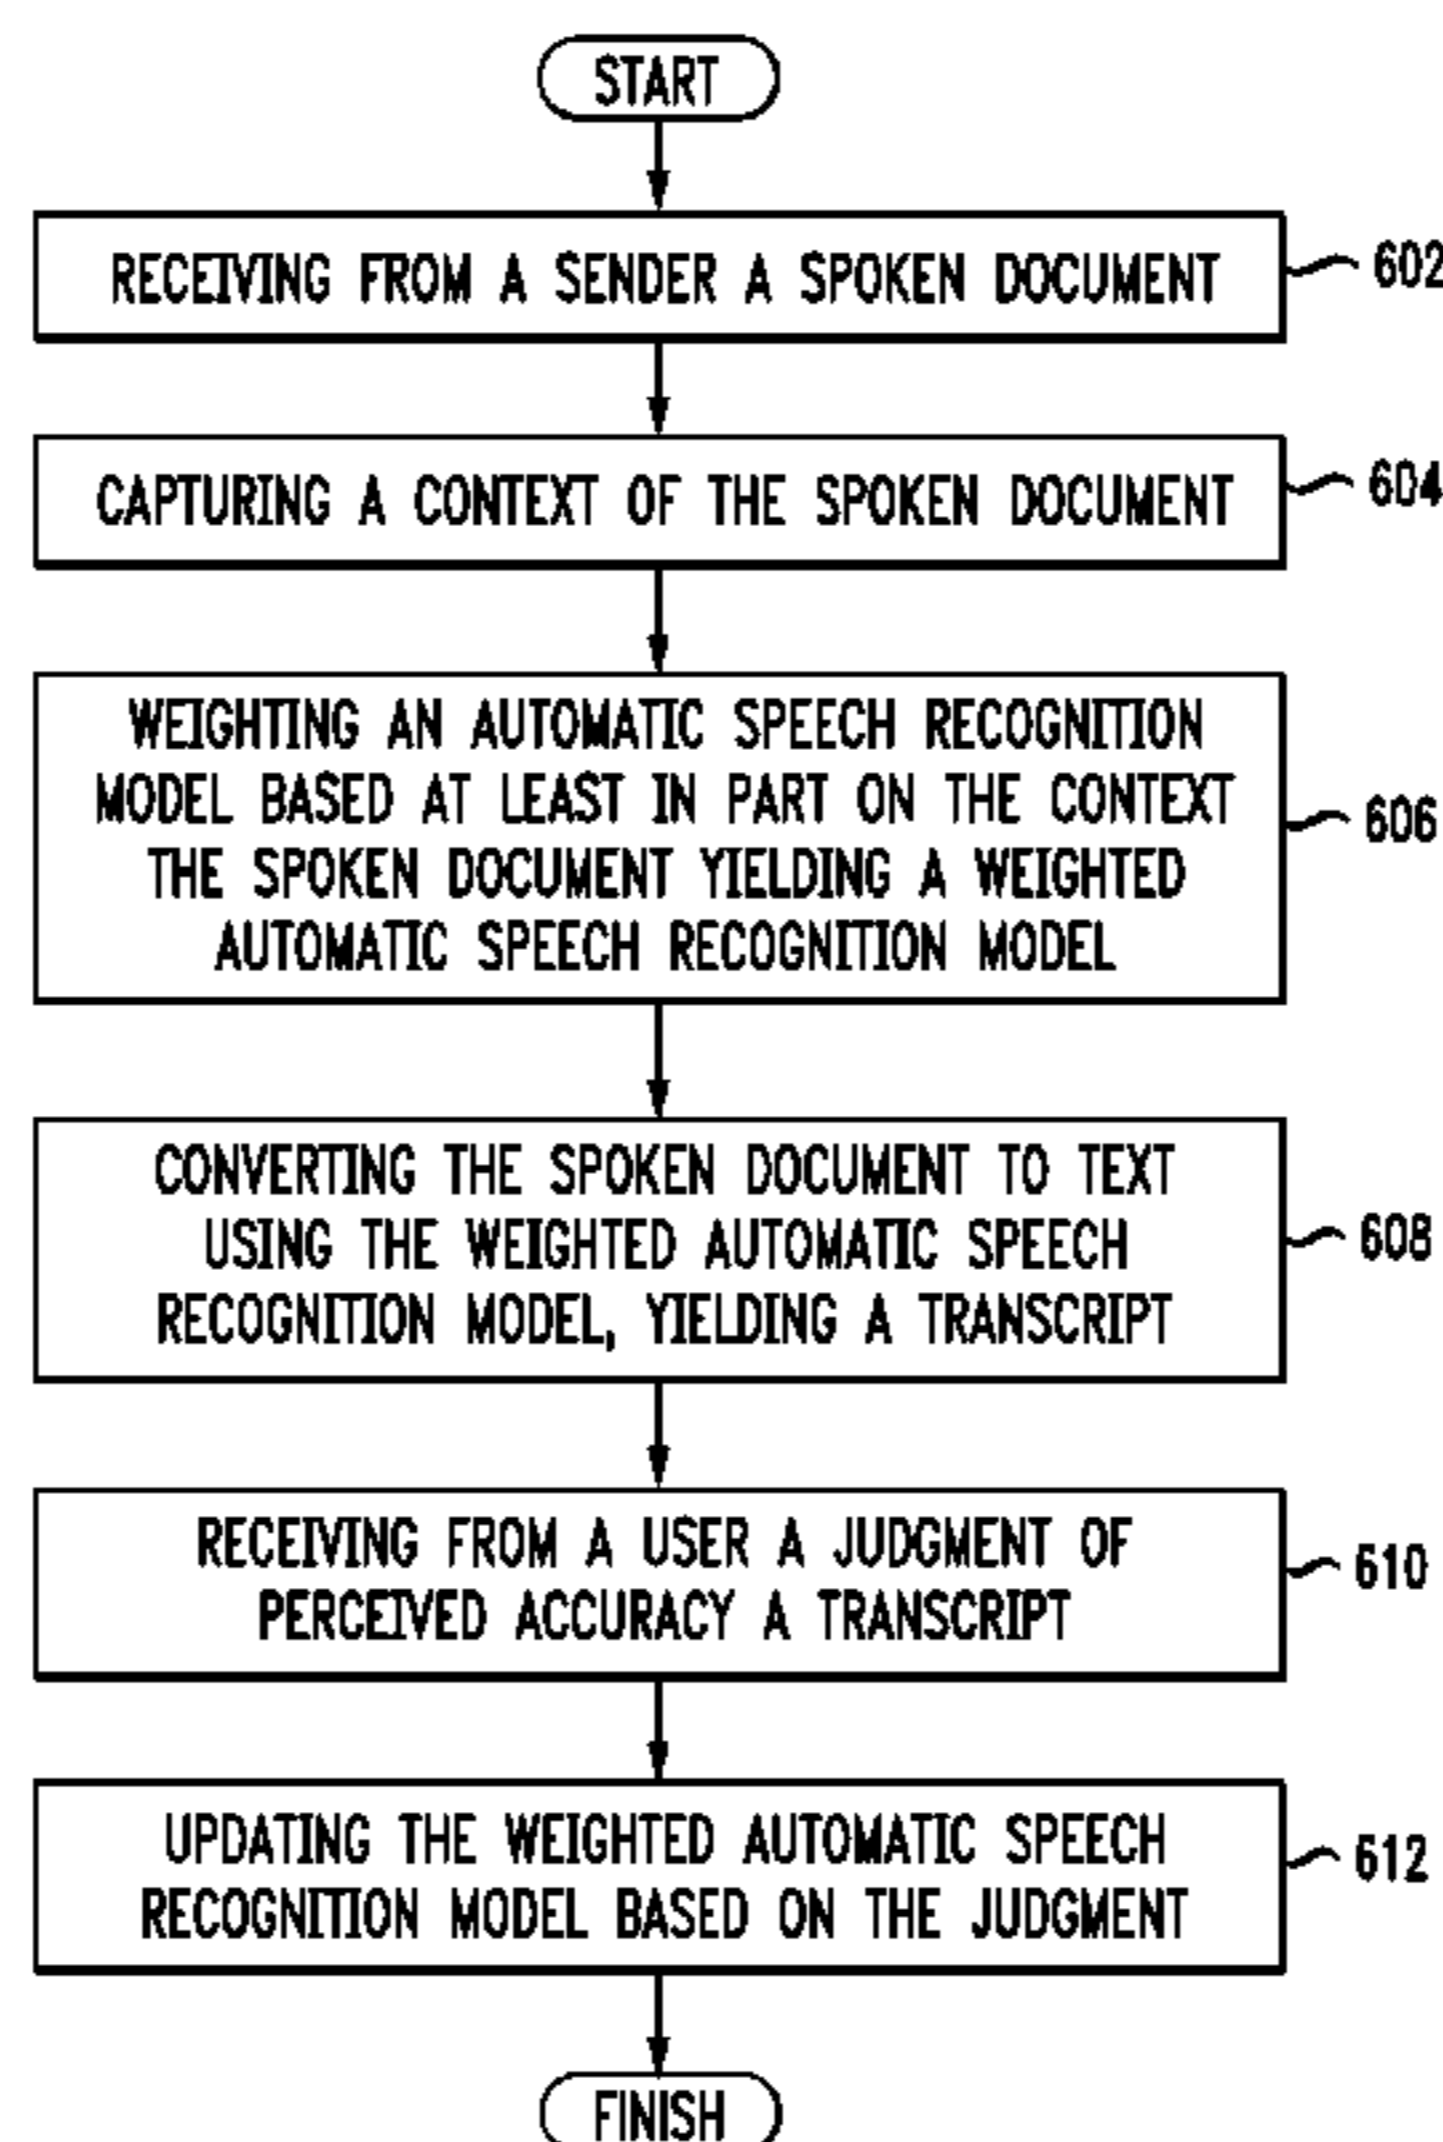 START
RECEIVING FROM A SENDER A SPOKEN DOCUMENT
602
CAPTURING A CONTEXT OF THE SPOKEN DOCUMENT
604
WEIGHTING AN AUTOMATIC SPEECH RECOGNITION
MODEL BASED AT LEAST IN PART ON THE CONTEXT
THE SPOKEN DOCUMENT YIELDING A WEIGHTED
AUTOMATIC SPEECH RECOGNITION MODEL
606
CONVERTING THE SPOKEN DOCUMENT TO TEXT
USING THE WEIGHTED AUTOMATIC SPEECH
RECOGNITION MODEL, YIELDING A TRANSCRIPT
608
RECEIVING FROM A USER A JUDGMENT OF
PERCEIVED ACCURACY A TRANSCRIPT
610
UPDATING THE WEIGHTED AUTOMATIC SPEECH
RECOGNITION MODEL BASED ON THE JUDGMENT
612
FINISH